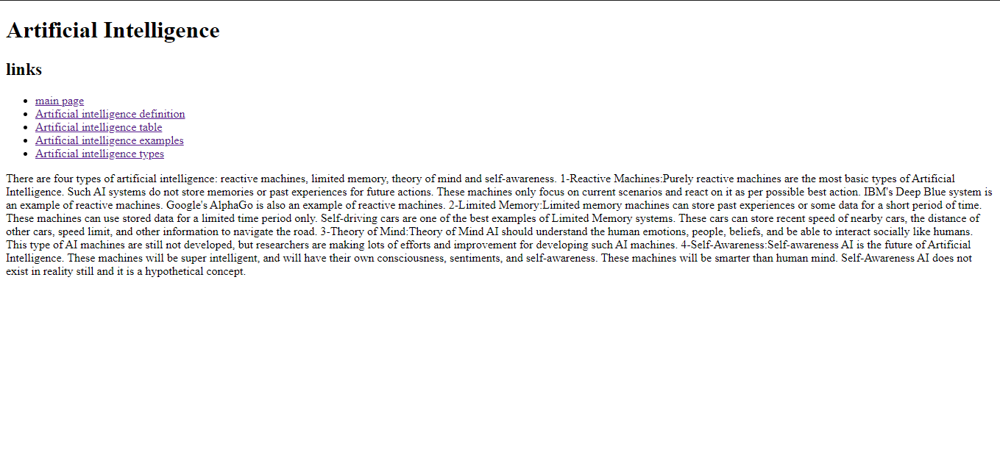 Artificial Intelligence
links
main page
Artificial intelligence definition
Artificial intelligence table
Artificial intelligence examples
Artificial intelligence types
There are four types of artificial intelligence: reactive machines, limited memory, theory of mind and self-awareness. 1-Reactive Machines:Purely reactive machines are the most basic types of Artificial
Intelligence. Such AI systems do not store memories or past experiences for future actions. These machines only focus on current scenarios and react on it as per possible best action. IBM's Deep Blue system is
an example of reactive machines. Google's AlphaGo is also an example of reactive machines. 2-Limited Memory:Limited memory machines can store past experiences or some data for a short period of time.
These machines can use stored data for a limited time period only. Self-driving cars are one of the best examples of Limited Memory systems. These cars can store recent speed of nearby cars, the distance of
other cars, speed limit, and other information to navigate the road. 3-Theory of Mind:Theory of Mind AI should understand the human emotions, people, beliefs, and be able to interact socially like humans.
This type of AI machines are still not developed, but researchers are making lots of efforts and improvement for developing such AI machines. 4-Self-Awareness:Self-awareness AI is the future of Artificial
Intelligence. These machines will be super intelligent, and will have their own consciousness, sentiments, and self-awareness. These machines will be smarter than human mind. Self-Awareness AI does not
exist in reality still and it is a hypothetical concept.